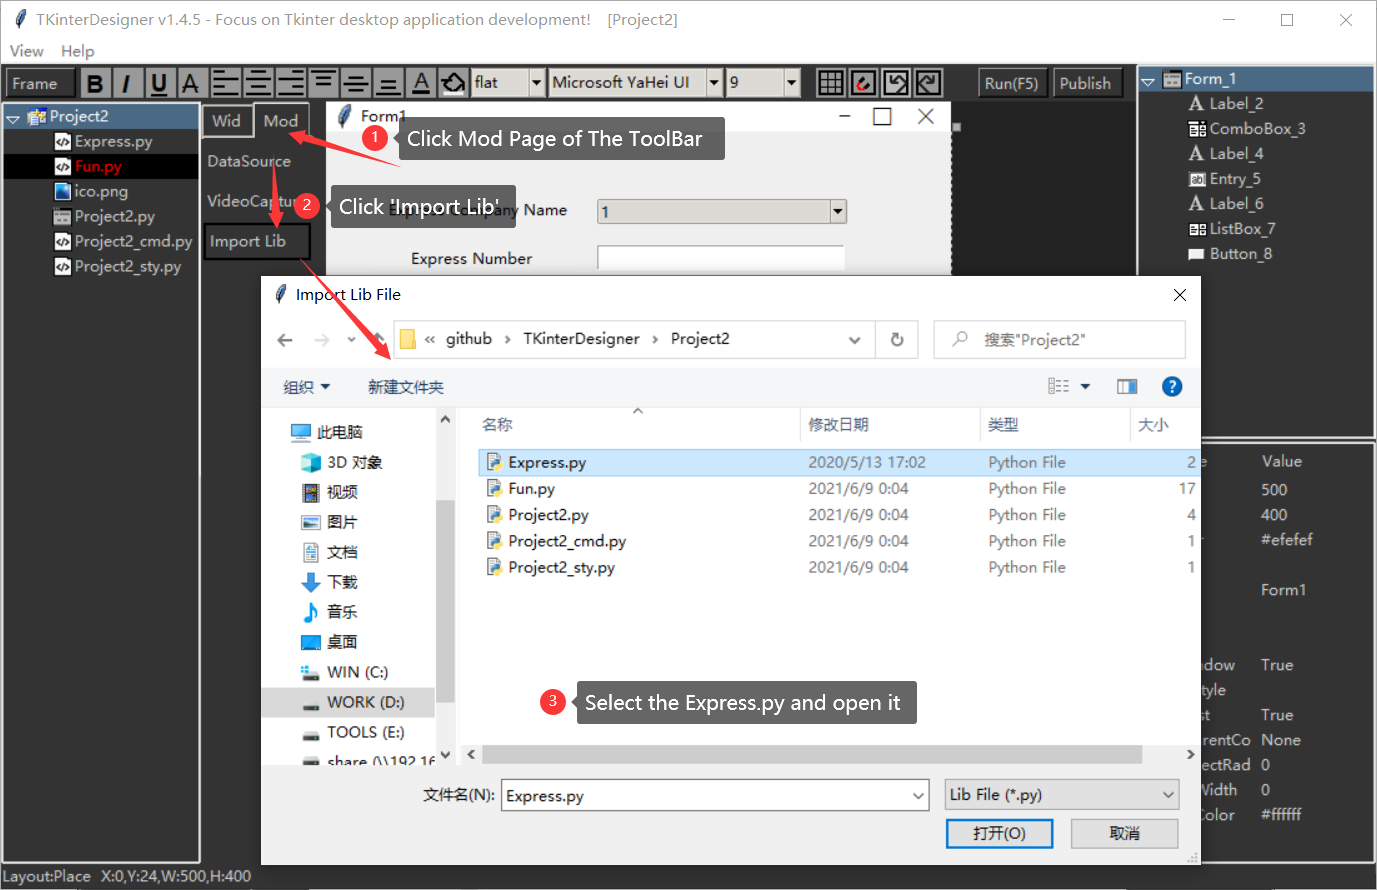 TKinterDesigner v1.4.5 - Focus on Tkinter desktop application development! [Project2]
View Help
Frame B I U A A flat Microsoft YaHei UI 9 Run(F5) Publish
Project2
Express.py
Fun.py
ico.png
Project2.py
Project2_cmd.py
Project2_sty.py
Wid Mod
DataSource
VideoCaptu
Import Lib
Form1
1 Click Mod Page of The ToolBar
2 Click 'Import Lib'
Company Name 1
Express Number
Form_1
Label_2
ComboBox_3
Label_4
Entry_5
Label_6
ListBox_7
Button_8
Import Lib File
« github › TKinterDesigner › Project2
搜索"Project2"
组织 新建文件夹
此电脑
3D 对象
视频
图片
文档
下载
音乐
桌面
WIN (C:)
WORK (D:)
TOOLS (E:)
share (\\192.16
名称 修改日期 类型 大小
Express.py 2020/5/13 17:02 Python File 2
Fun.py 2021/6/9 0:04 Python File 17
Project2.py 2021/6/9 0:04 Python File 4
Project2_cmd.py 2021/6/9 0:04 Python File 1
Project2_sty.py 2021/6/9 0:04 Python File 1
3 Select the Express.py and open it
文件名(N): Express.py Lib File (*.py)
打开(O) 取消
Value
500
400
#efefef
Form1
dow True
tyle
t True
rentCo None
ectRad 0
Width 0
Color #ffffff
Layout:Place X:0,Y:24,W:500,H:400